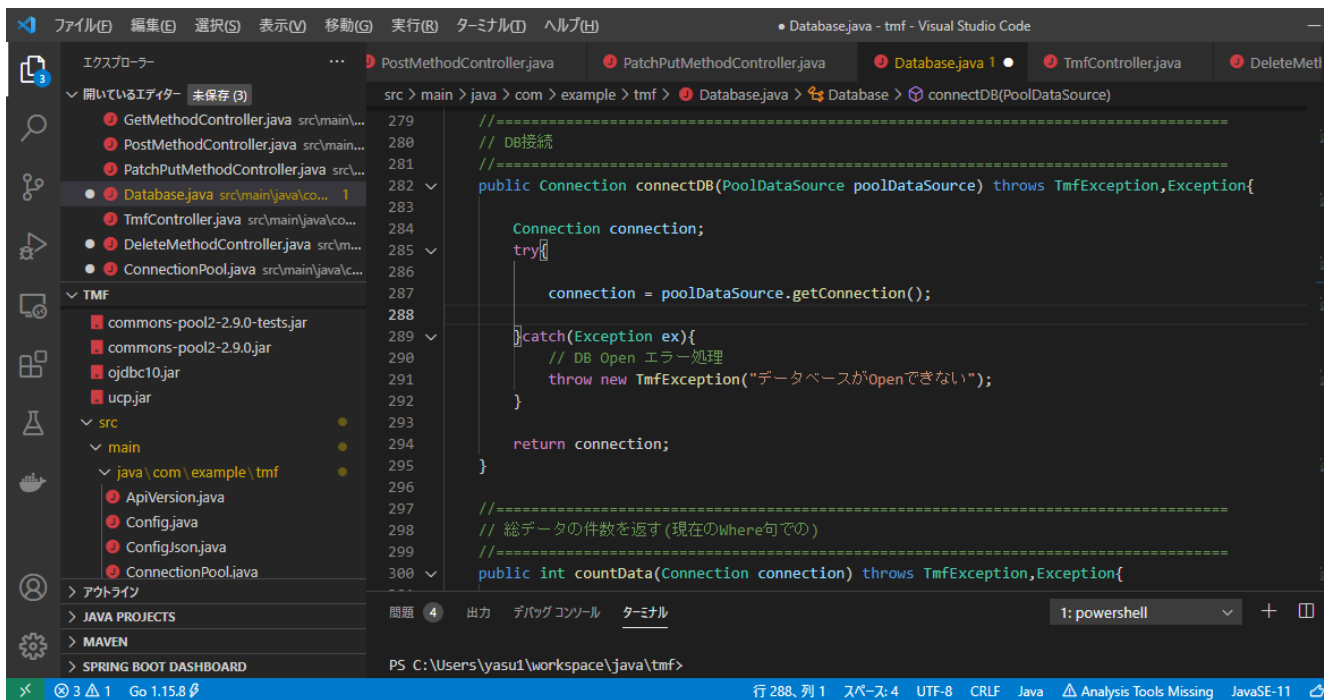 ファイル(F) 編集(E) 選択(S) 表示(V) 移動(G) 実行(R) ターミナル(T) ヘルプ(H) ● Database.java - tmf - Visual Studio Code
エクスプローラー ···
PostMethodController.java PatchPutMethodController.java Database.java 1 ● TmfController.java DeleteMetl
開いているエディター 未保存 (3)
GetMethodController.java src\main\...
PostMethodController.java src\main...
PatchPutMethodController.java src\...
● Database.java src\main\java\co... 1
TmfController.java src\main\java\co...
● DeleteMethodController.java src\m...
● ConnectionPool.java src\main\java\c...
TMF
commons-pool2-2.9.0-tests.jar
commons-pool2-2.9.0.jar
ojdbc10.jar
ucp.jar
src
main
java\com\example\tmf
ApiVersion.java
Config.java
ConfigJson.java
ConnectionPool.java
アウトライン
JAVA PROJECTS
MAVEN
SPRING BOOT DASHBOARD
src > main > java > com > example > tmf > Database.java > Database > connectDB(PoolDataSource)
279 //====================================================================================
280 // DB接続
281 //====================================================================================
282 public Connection connectDB(PoolDataSource poolDataSource) throws TmfException,Exception{
283
284 Connection connection;
285 try{
286
287 connection = poolDataSource.getConnection();
288
289 }catch(Exception ex){
290 // DB Open エラー処理
291 throw new TmfException("データベースがOpenできない");
292 }
293
294 return connection;
295 }
296
297 //====================================================================================
298 // 総データの件数を返す(現在のWhere句での)
299 //====================================================================================
300 public int countData(Connection connection) throws TmfException,Exception{
問題 4 出力 デバッグ コンソール ターミナル 1: powershell
PS C:\Users\yasu1\workspace\java\tmf>
3 1 Go 1.15.8 行 288、列 1 スペース: 4 UTF-8 CRLF Java Analysis Tools Missing JavaSE-11
3